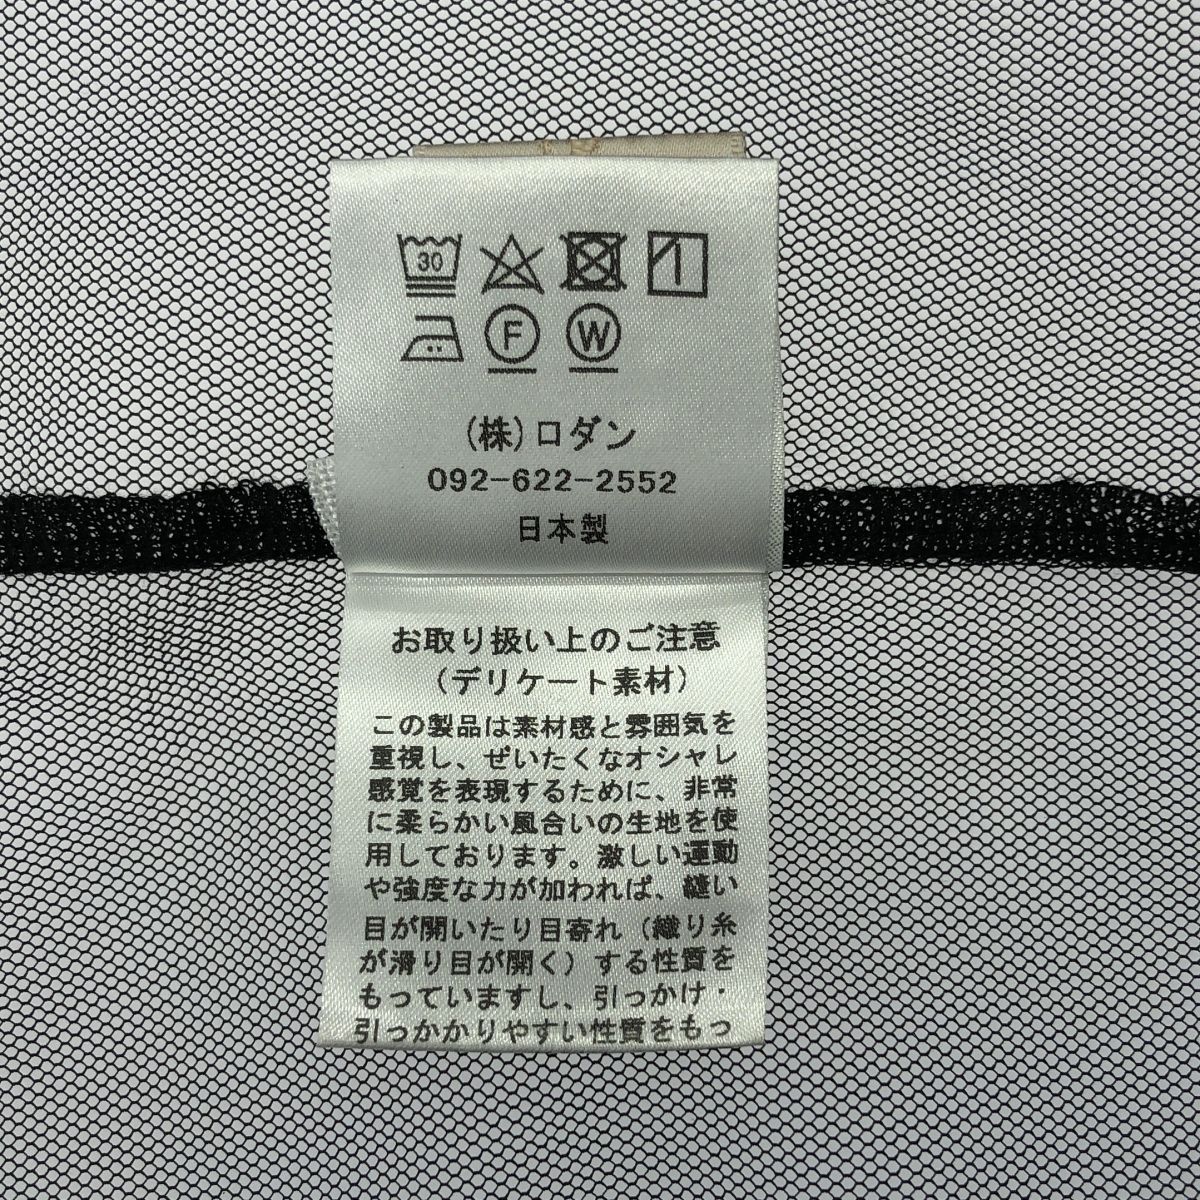 30
F W
(株)ロダン
092-622-2552
日本製
お取り扱い上のご注意
（デリケート素材）
この製品は素材感と雰囲気を
重視し、ぜいたくなオシャレ
感覚を表現するために、非常
に柔らかい風合いの生地を使
用しております。激しい運動
や強度な力が加われば、縫い
目が開いたり目寄れ（織り糸
が滑り目が開く）する性質を
もっていますし、引っかけ・
引っかかりやすい性質をもっ